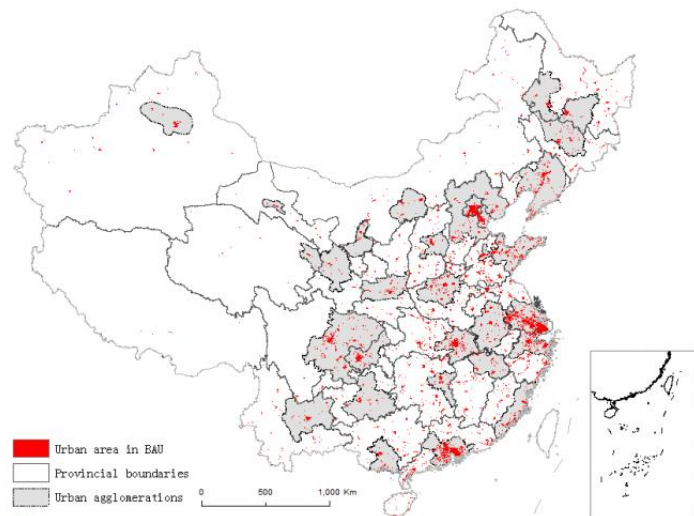 Urban area in BAU
Provincial boundaries
Urban agglomerations
0 500 1,000 Km